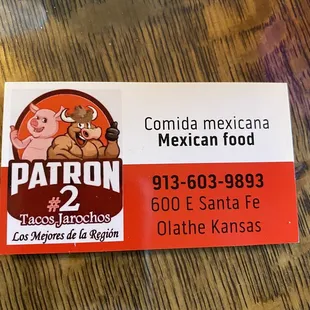 PATRON
#2
Tacos Jarochos
Los Mejores de la Región
Comida mexicana
Mexican food
913-603-9893
600 E Santa Fe
Olathe Kansas